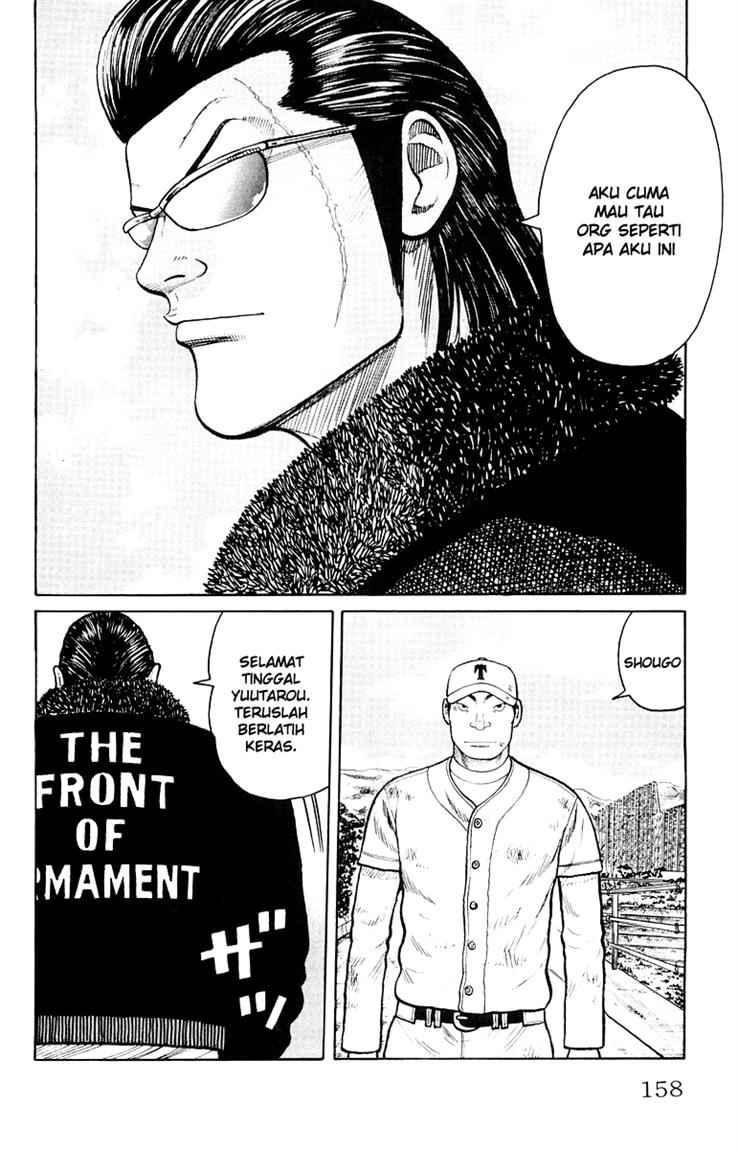 AKU CUMA
MAU TAU
ORG SEPERTI
APA AKU INI
SHOUGO
T
SELAMAT
TINGGAL
YUUTAROU.
TERUSLAH
BERLATIH
KERAS.
THE
FRONT
OF
RMAMENT
ザッ
158